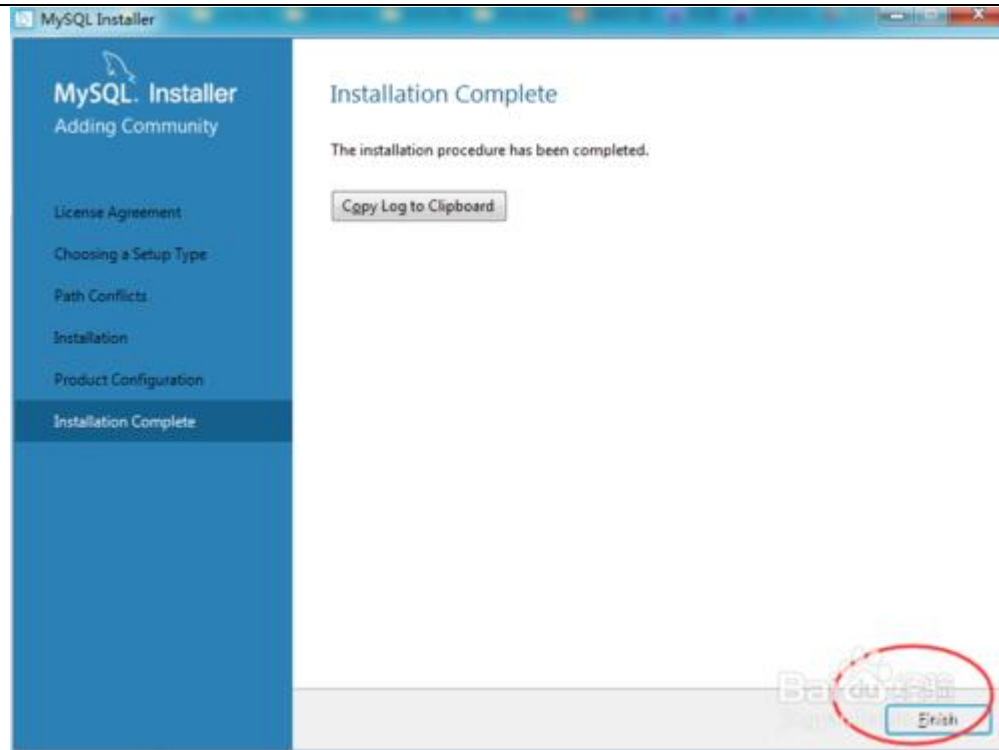 MySQL Installer
MySQL. Installer
Adding Community
License Agreement
Choosing a Setup Type
Path Conflicts
Installation
Product Configuration
Installation Complete
Installation Complete
The installation procedure has been completed.
Copy Log to Clipboard
Finish